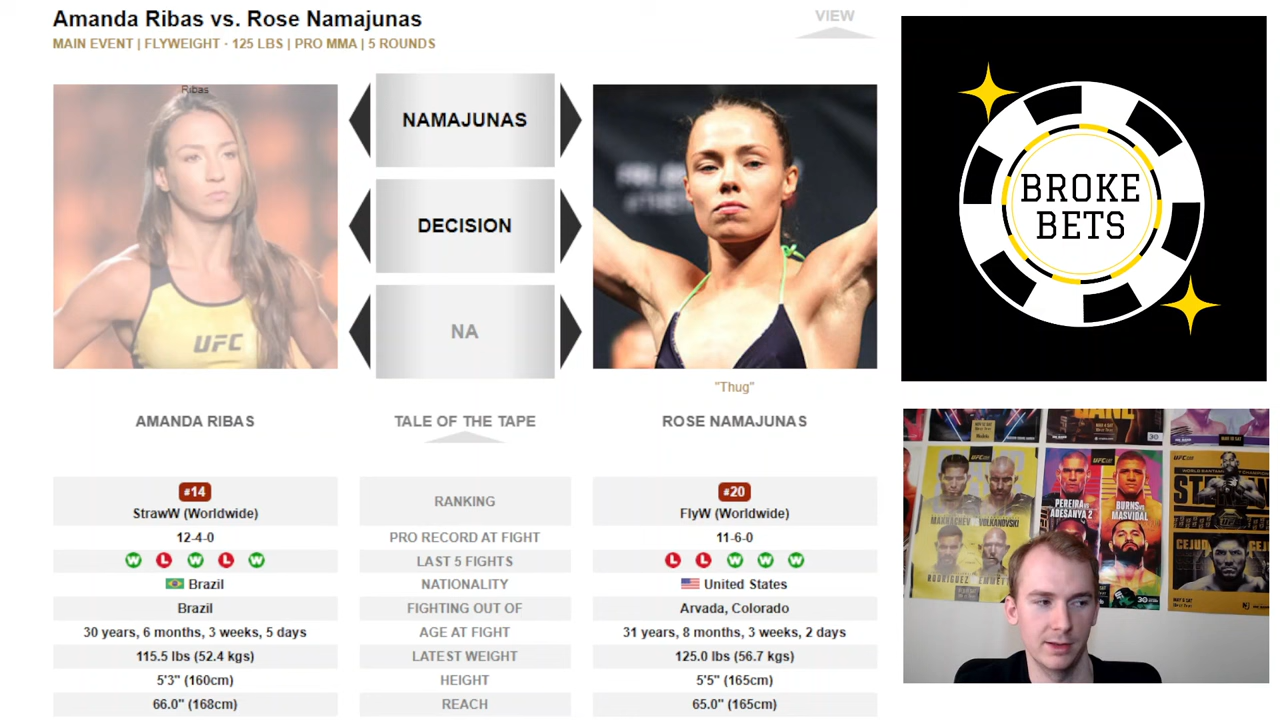 Amanda Ribas vs. Rose Namajunas
MAIN EVENT | FLYWEIGHT · 125 LBS | PRO MMA | 5 ROUNDS
VIEW
Ribas
UFC
NAMAJUNAS
DECISION
NA
"Thug"
AMANDA RIBAS
TALE OF THE TAPE
ROSE NAMAJUNAS
#14
StrawW (Worldwide)
RANKING
#20
FlyW (Worldwide)
12-4-0
PRO RECORD AT FIGHT
11-6-0
W L W L W
LAST 5 FIGHTS
L L W W W
Brazil
NATIONALITY
United States
Brazil
FIGHTING OUT OF
Arvada, Colorado
30 years, 6 months, 3 weeks, 5 days
AGE AT FIGHT
31 years, 8 months, 3 weeks, 2 days
115.5 lbs (52.4 kgs)
LATEST WEIGHT
125.0 lbs (56.7 kgs)
5'3" (160cm)
HEIGHT
5'5" (165cm)
66.0" (168cm)
REACH
65.0" (165cm)
BROKE
BETS
MAKHACHEV
VOLKANOVSKI
RODRIGUEZ
EMMETT
PEREIRA
ADESANYA 2
BURNS
MASVIDAL
CEJUD